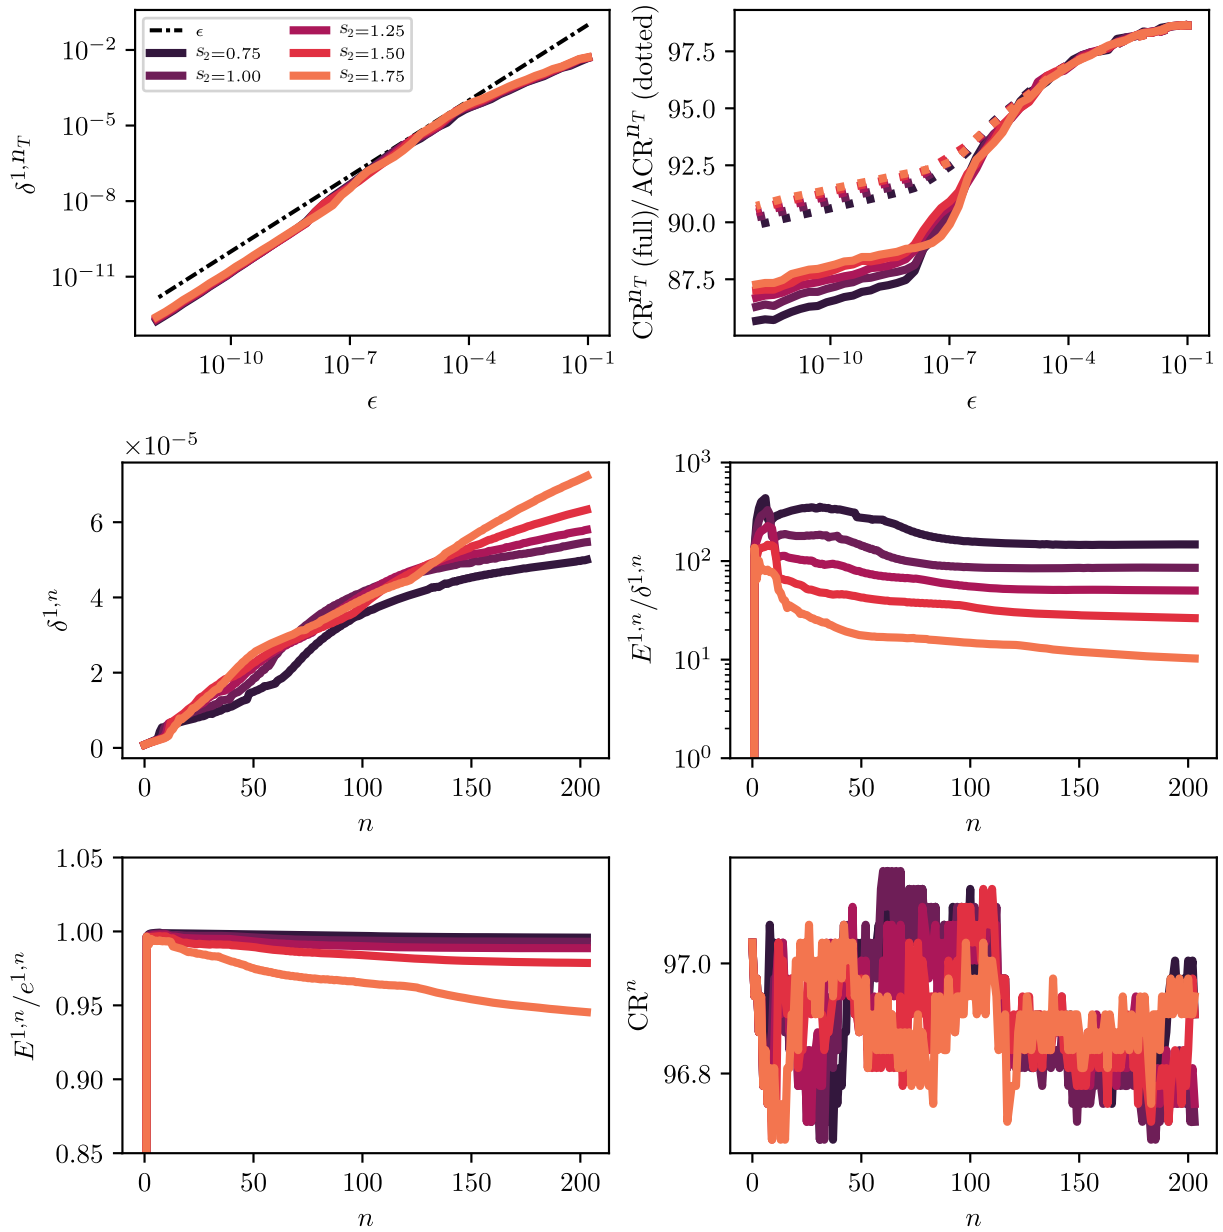 δ^{1,n_T}
10^{-2}
10^{-5}
10^{-8}
10^{-11}
ϵ
s_2=0.75
s_2=1.00
s_2=1.25
s_2=1.50
s_2=1.75
10^{-10} 10^{-7} 10^{-4} 10^{-1}
ϵ
CR^{n_T} (full)/ ACR^{n_T} (dotted)
97.5
95.0
92.5
90.0
87.5
10^{-10} 10^{-7} 10^{-4} 10^{-1}
ϵ
×10^{-5}
δ^{1,n}
6
4
2
0
0 50 100 150 200
n
E^{1,n}/δ^{1,n}
10^3
10^2
10^1
10^0
0 50 100 150 200
n
E^{1,n}/e^{1,n}
1.05
1.00
0.95
0.90
0.85
0 50 100 150 200
n
CR^n
97.0
96.8
0 50 100 150 200
n